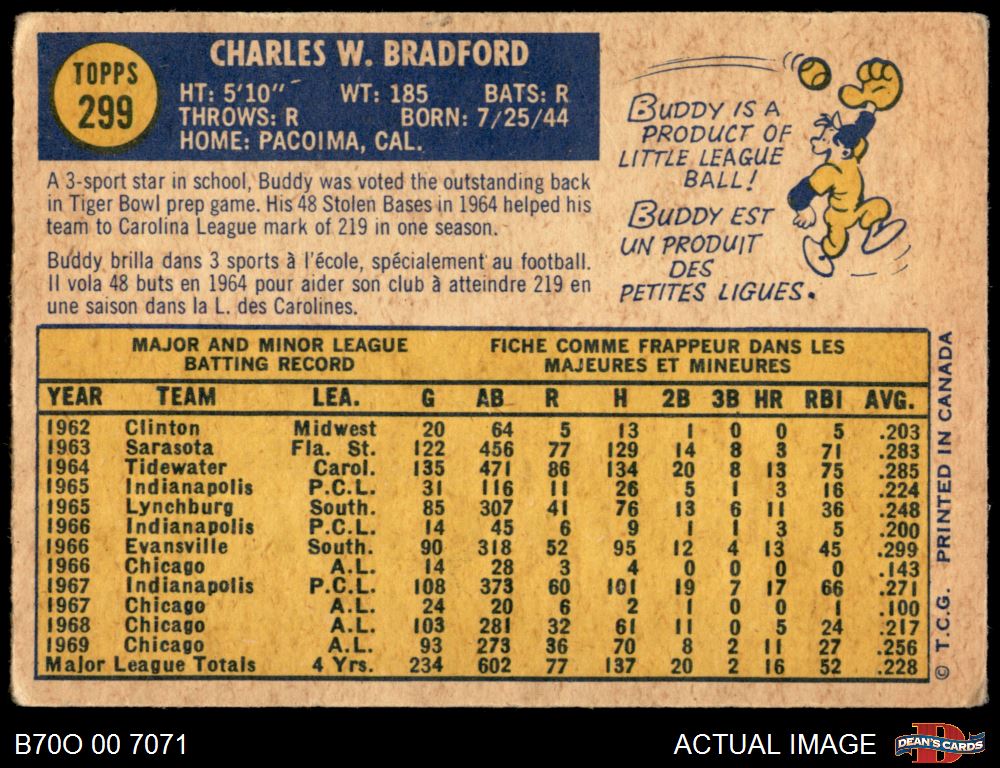 TOPPS
299
CHARLES W. BRADFORD
HT: 5'10" WT: 185 BATS: R
THROWS: R BORN: 7/25/44
HOME: PACOIMA, CAL.
A 3-sport star in school, Buddy was voted the outstanding back
in Tiger Bowl prep game. His 48 Stolen Bases in 1964 helped his
team to Carolina League mark of 219 in one season.
Buddy brilla dans 3 sports à l'école, spécialement au football.
Il vola 48 buts en 1964 pour aider son club à atteindre 219 en
une saison dans la L. des Carolines.
BUDDY IS A
PRODUCT OF
LITTLE LEAGUE
BALL!
BUDDY EST
UN PRODUIT
DES
PETITES LIGUES.
MAJOR AND MINOR LEAGUE FICHE COMME FRAPPEUR DANS LES
BATTING RECORD MAJEURES ET MINEURES
YEAR TEAM LEA. G AB R H 2B 3B HR RBI AVG.
1962 Clinton Midwest 20 64 5 13 1 0 0 5 .203
1963 Sarasota Fla. St. 122 456 77 129 14 8 3 71 .283
1964 Tidewater Carol. 135 471 86 134 20 8 13 75 .285
1965 Indianapolis P.C.L. 31 116 11 26 5 1 3 16 .224
1965 Lynchburg South. 85 307 41 76 13 6 11 36 .248
1966 Indianapolis P.C.L. 14 45 6 9 1 1 3 5 .200
1966 Evansville South. 90 318 52 95 12 4 13 45 .299
1966 Chicago A.L. 14 28 3 4 0 0 0 0 .143
1967 Indianapolis P.C.L. 108 373 60 101 19 7 17 66 .271
1967 Chicago A.L. 24 20 6 2 1 0 0 1 .100
1968 Chicago A.L. 103 281 32 61 11 0 5 24 .217
1969 Chicago A.L. 93 273 36 70 8 2 11 27 .256
Major League Totals 4 Yrs. 234 602 77 137 20 2 16 52 .228
© T.C.G. PRINTED IN CANADA
B70O 00 7071
ACTUAL IMAGE
D
DEAN'S CARDS